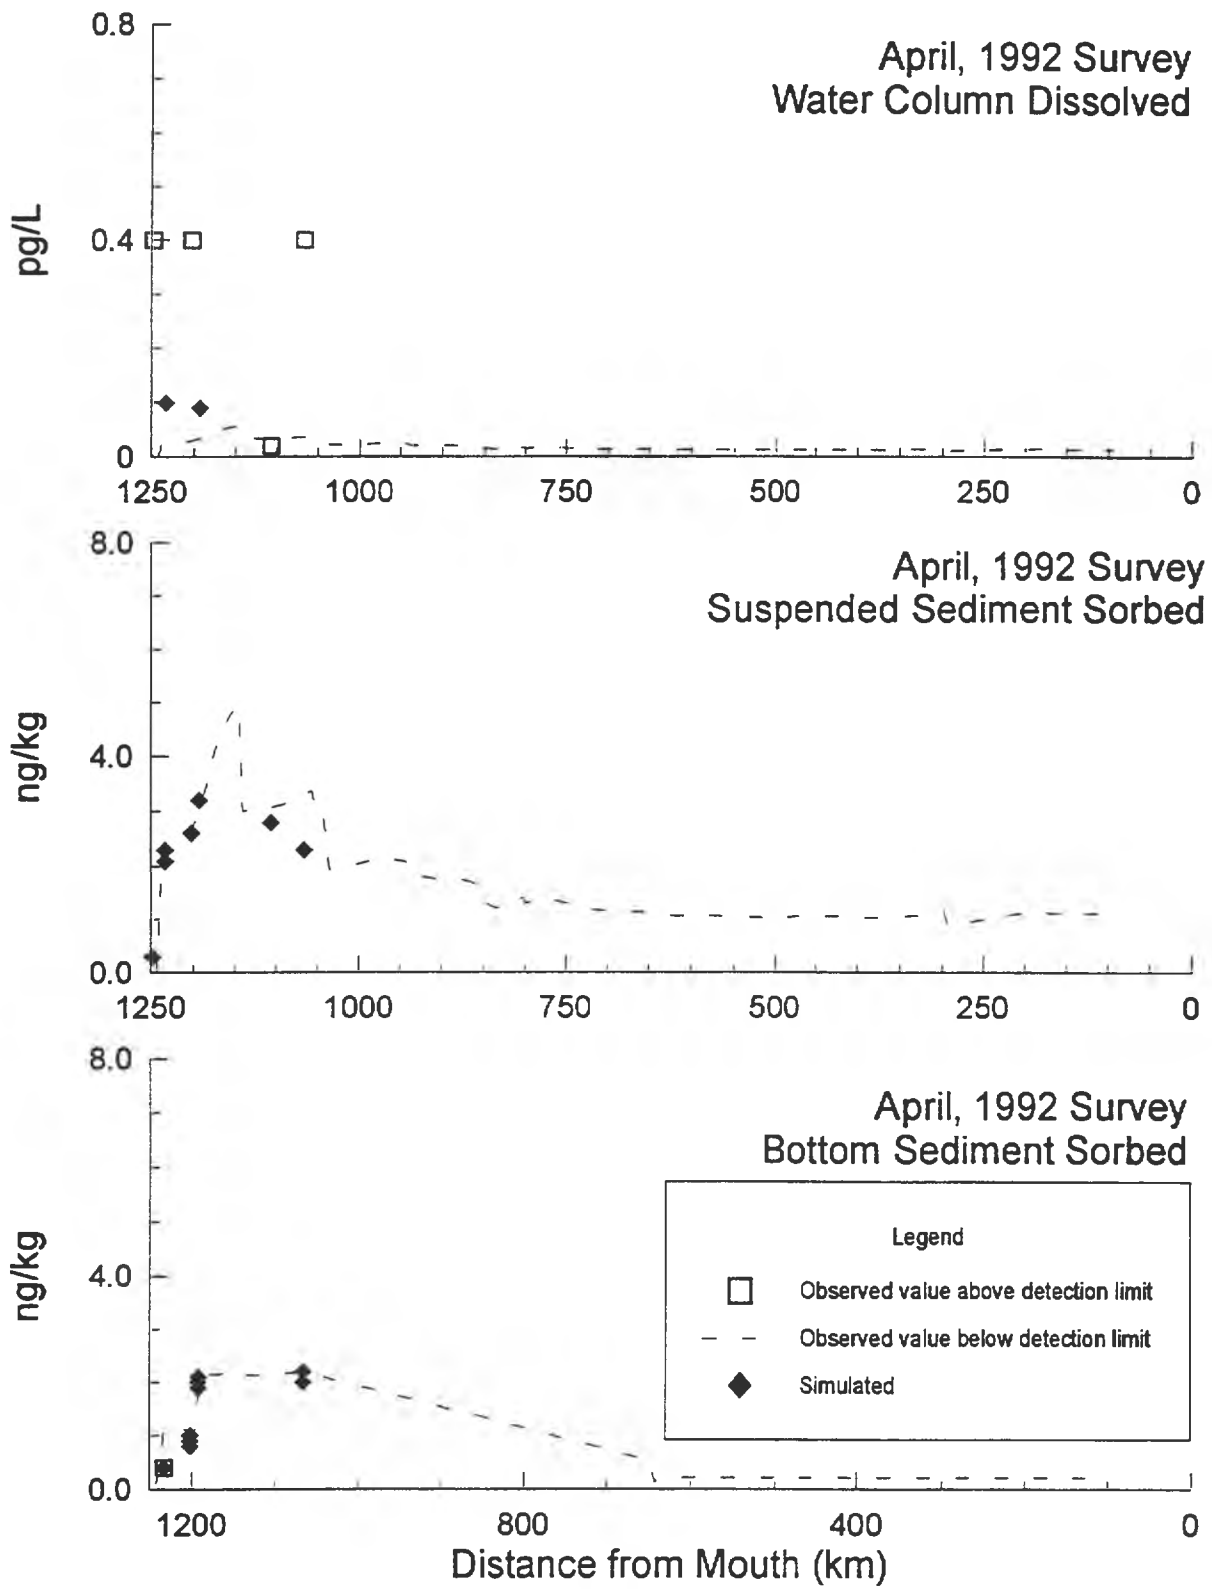 0.8
April, 1992 Survey
Water Column Dissolved
pg/L
0.4
0
1250 1000 750 500 250 0
8.0
April, 1992 Survey
Suspended Sediment Sorbed
ng/kg
4.0
0.0
1250 1000 750 500 250 0
8.0
April, 1992 Survey
Bottom Sediment Sorbed
ng/kg
4.0
Legend
Observed value above detection limit
Observed value below detection limit
Simulated
0.0
1200 800 400 0
Distance from Mouth (km)